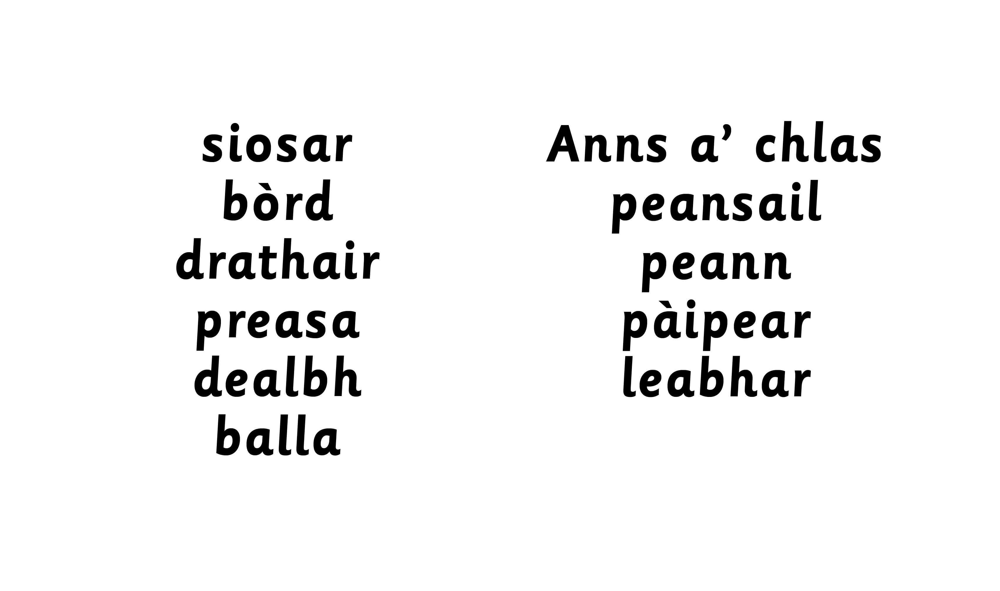 siosar
bòrd
drathair
preasa
dealbh
balla
Anns a’ chlas
peansail
peann
pàipear
leabhar